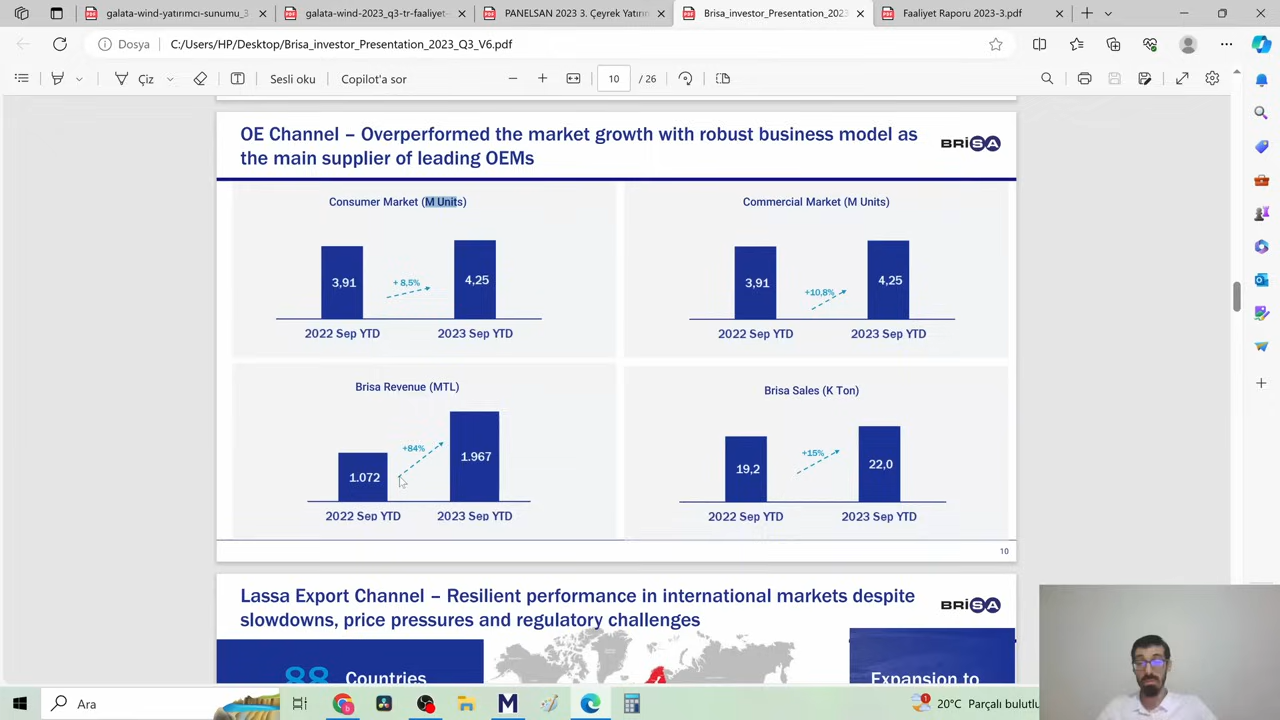 galata-wind-yatırımcı-sunumu_3
galata-wind-2023_q3-tr-faaliyet-
PANELSAN 2023 3. Çeyrek Yatırın
Brisa_investor_Presentation_2023
Faaliyet Raporu 2023-3.pdf
Dosya
C:/Users/HP/Desktop/Brisa_investor_Presentation_2023_Q3_V6.pdf
Çiz
Sesli oku
Copilot'a sor
10 / 26
OE Channel – Overperformed the market growth with robust business model as
the main supplier of leading OEMs
BRISA
Consumer Market (M Units)
3,91
+ 8,5%
4,25
2022 Sep YTD
2023 Sep YTD
Commercial Market (M Units)
3,91
+10,8%
4,25
2022 Sep YTD
2023 Sep YTD
Brisa Revenue (MTL)
1.072
+84%
1.967
2022 Sep YTD
2023 Sep YTD
Brisa Sales (K Ton)
19,2
+15%
22,0
2022 Sep YTD
2023 Sep YTD
10
Lassa Export Channel – Resilient performance in international markets despite
slowdowns, price pressures and regulatory challenges
BRISA
88 Countries
Expansion to
Ara
20°C Parçalı bulutlu